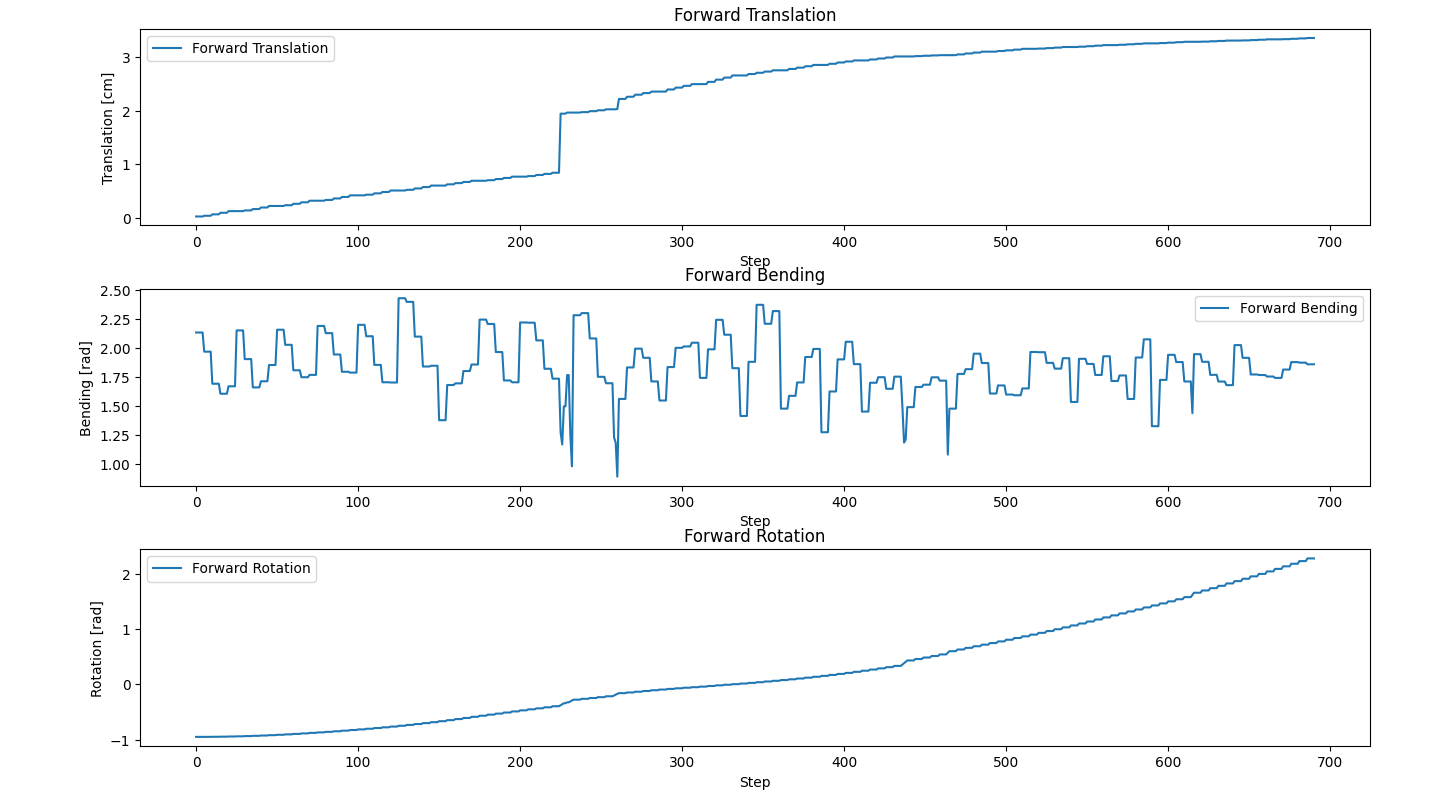 Forward Translation
Forward Translation
Translation [cm]
3
2
1
0
0 100 200 300 400 500 600 700
Step
Forward Bending
Forward Bending
Bending [rad]
2.50
2.25
2.00
1.75
1.50
1.25
1.00
0 100 200 300 400 500 600 700
Step
Forward Rotation
Forward Rotation
Rotation [rad]
2
1
0
−1
0 100 200 300 400 500 600 700
Step